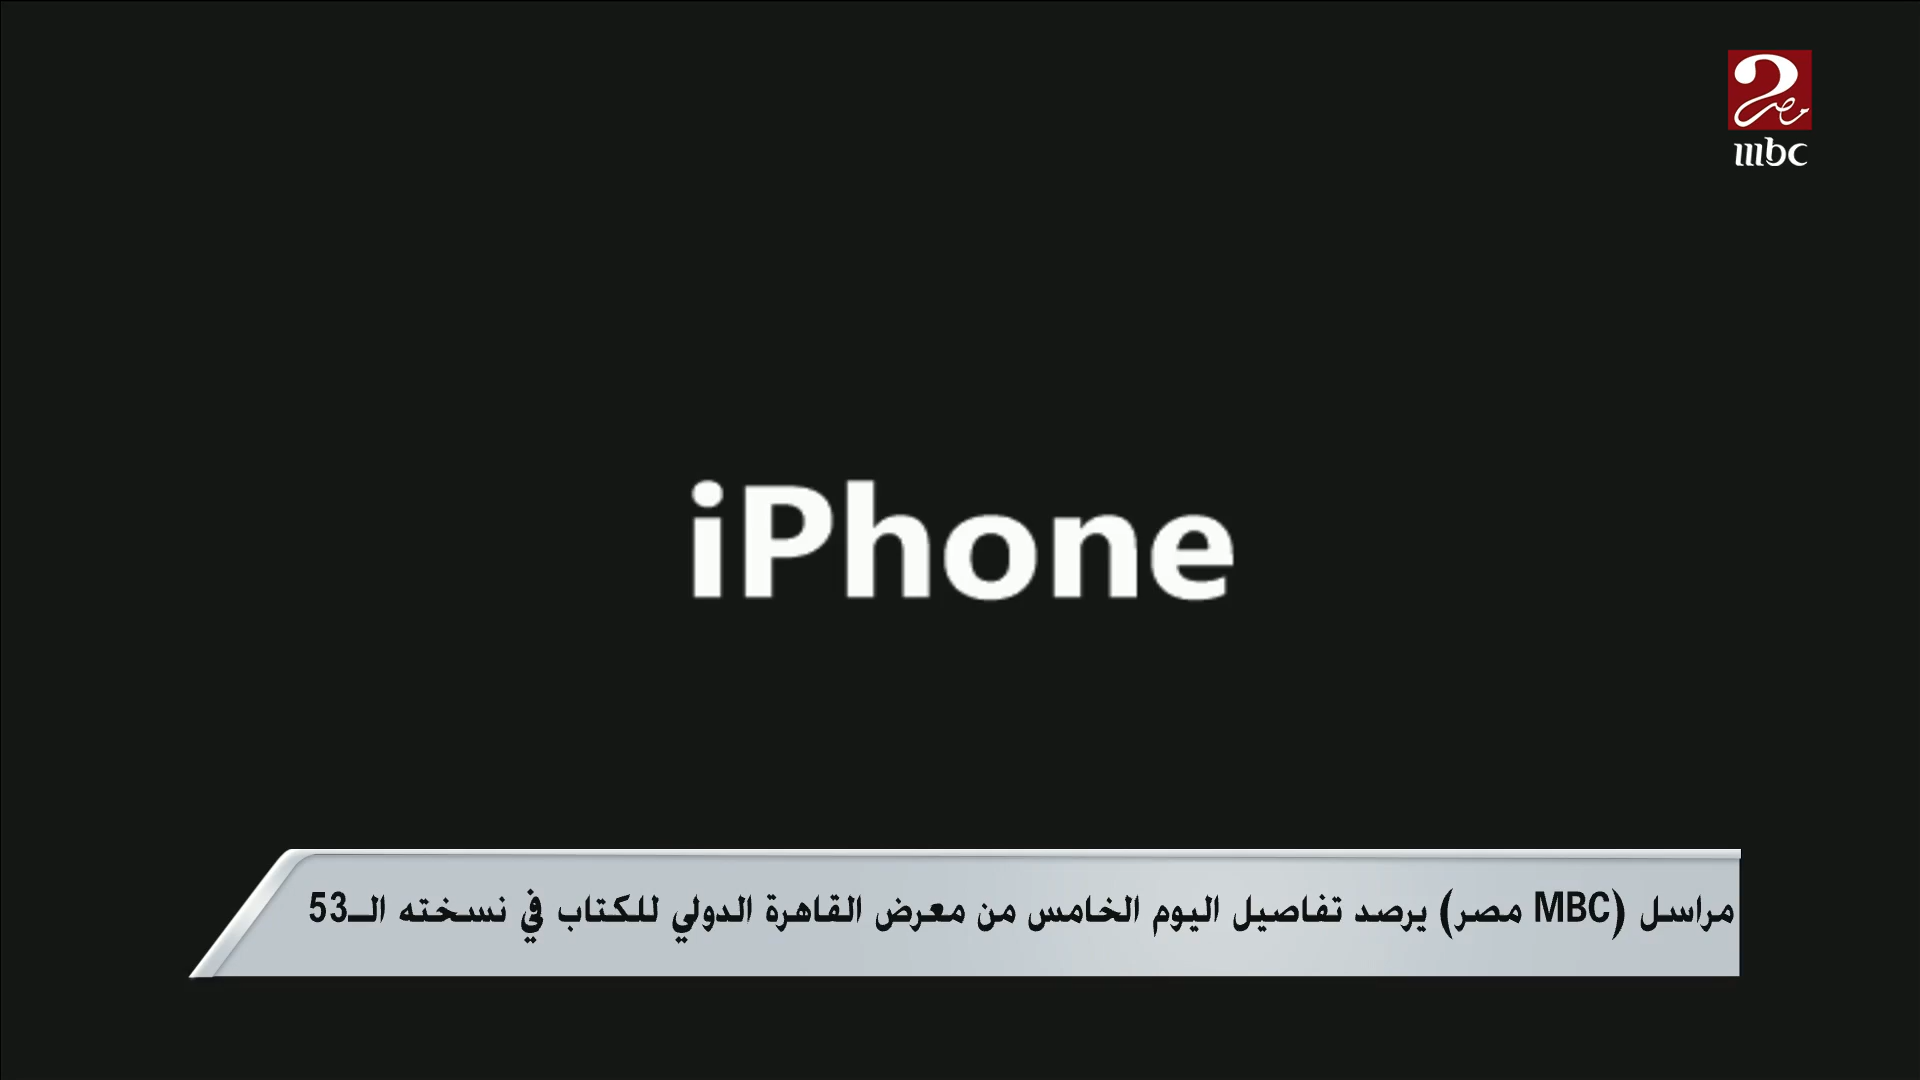 مصر
mbc
iPhone
مراسل (MBC مصر) يرصد تفاصيل اليوم الخامس من معرض القاهرة الدولي للكتاب في نسخته الـ53